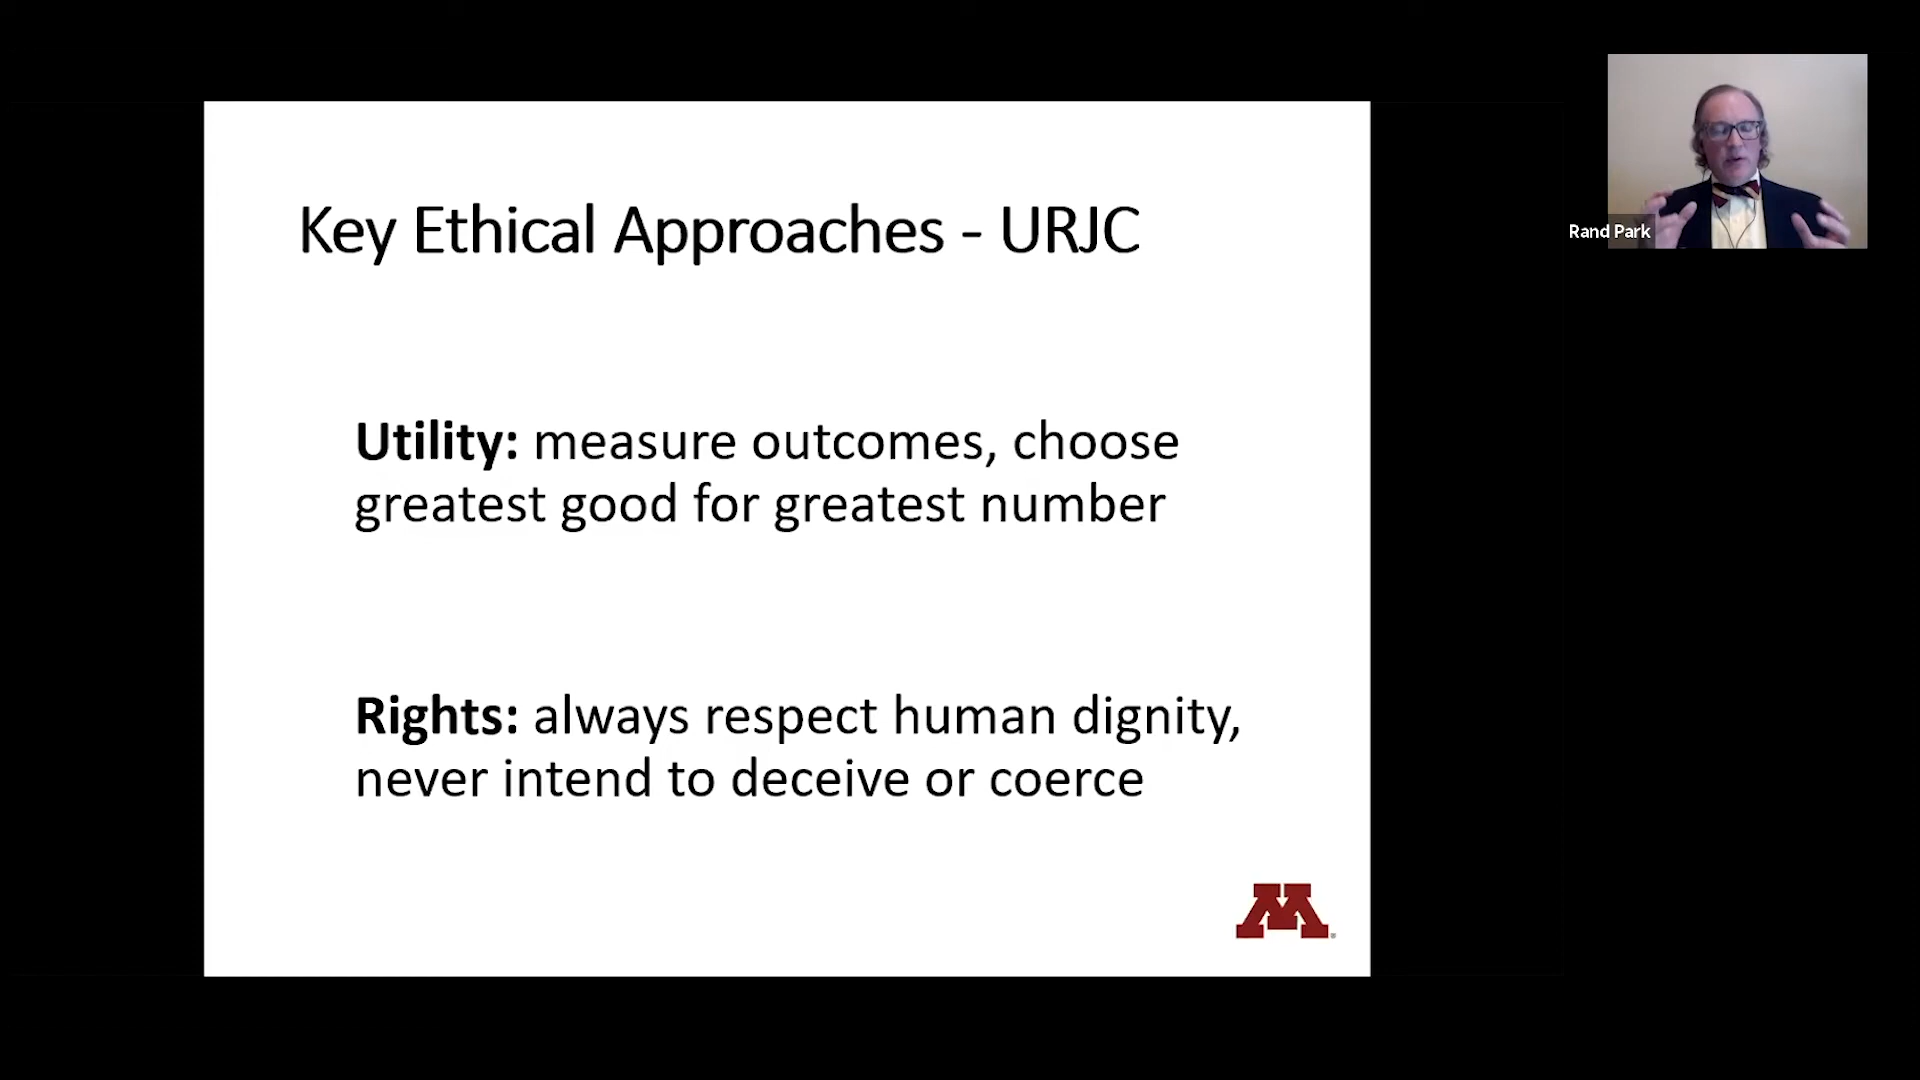 Key Ethical Approaches - URJC
Utility: measure outcomes, choose
greatest good for greatest number
Rights: always respect human dignity,
never intend to deceive or coerce
M
Rand Park